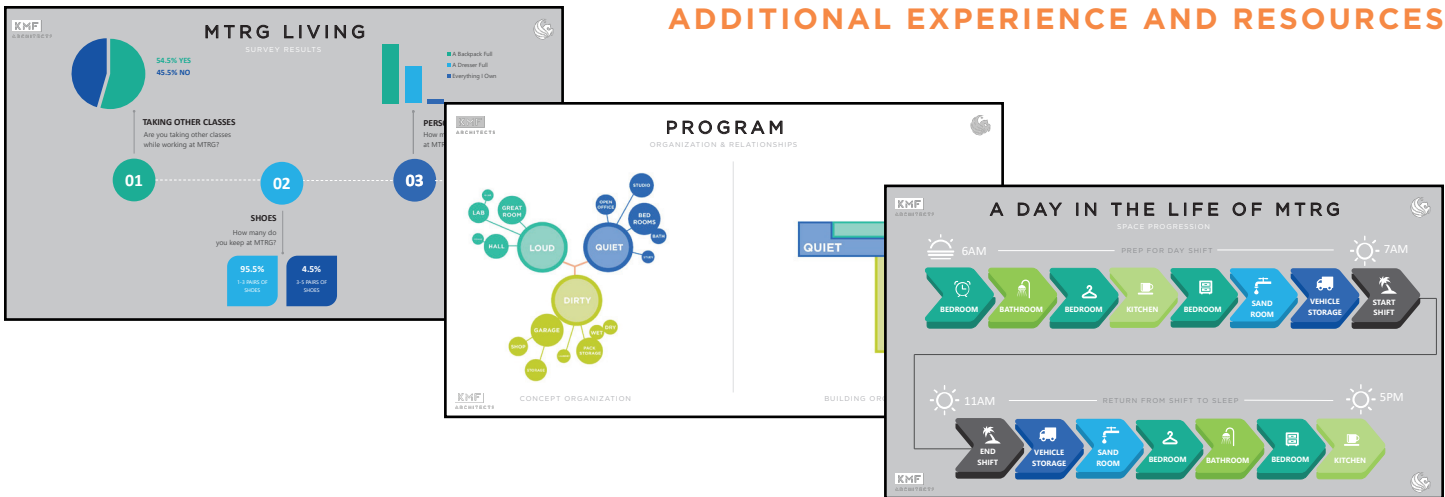 ADDITIONAL EXPERIENCE AND RESOURCES
KMF
ARCHITECTS
MTRG LIVING
SURVEY RESULTS
54.5% YES
45.5% NO
A Backpack Full
A Dresser Full
Everything I Own
TAKING OTHER CLASSES
Are you taking other classes
while working at MTRG?
PERSO
How m
at MTR
01
02
03
SHOES
How many do
you keep at MTRG?
95.5%
1-2 PAIRS OF
SHOES
4.5%
3-5 PAIRS OF
SHOES
KMF
ARCHITECTS
PROGRAM
ORGANIZATION & RELATIONSHIPS
LAB
GREAT
ROOM
HALL
LOUD
STUDIO
OPEN
OFFICE
BED
ROOMS
BATH
QUIET
DIRTY
GARAGE
SHOP
STORAGE
WET
DRY
PACK
STORAGE
QUIET
KMF
ARCHITECTS
CONCEPT ORGANIZATION
BUILDING OR
KMF
ARCHITECTS
A DAY IN THE LIFE OF MTRG
SPACE PROGRESSION
6AM
PREP FOR DAY SHIFT
7AM
BEDROOM
BATHROOM
BEDROOM
KITCHEN
BEDROOM
SAND
ROOM
VEHICLE
STORAGE
START
SHIFT
11AM
RETURN FROM SHIFT TO SLEEP
5PM
END
SHIFT
VEHICLE
STORAGE
SAND
ROOM
BEDROOM
BATHROOM
BEDROOM
KITCHEN
KMF
ARCHITECTS